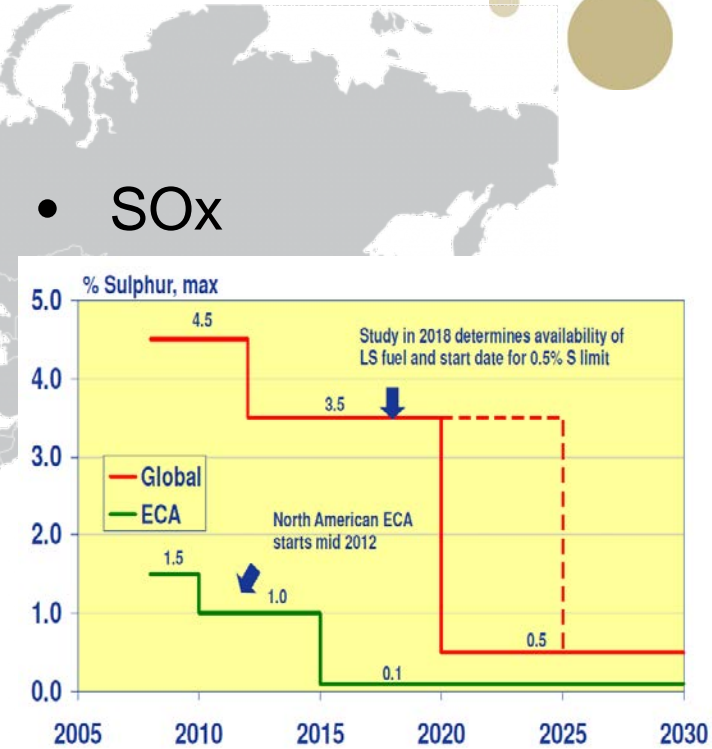 • SOx
% Sulphur, max
5.0
4.5
Study in 2018 determines availability of
LS fuel and start date for 0.5% S limit
4.0
3.5
3.0
Global
ECA
North American ECA
starts mid 2012
2.0
1.5
1.0
1.0
0.5
0.1
0.0
2005 2010 2015 2020 2025 2030